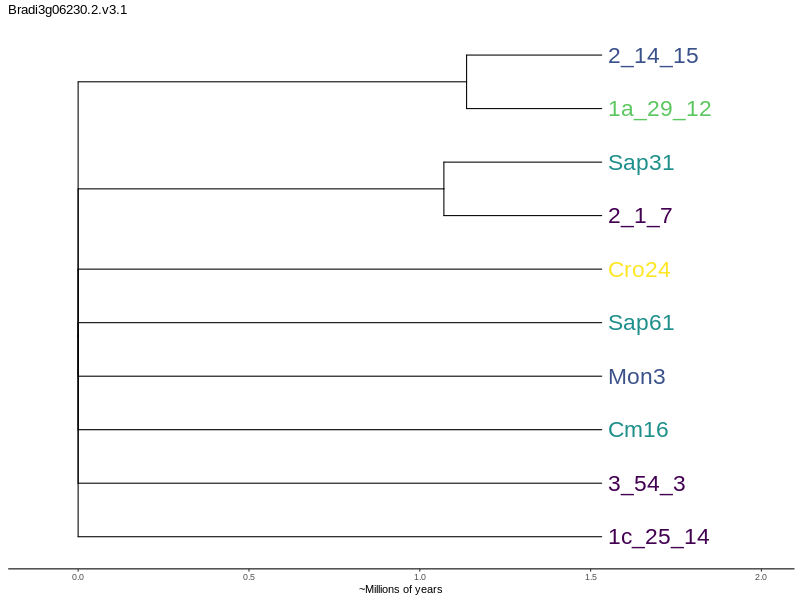 Bradi3g06230.2.v3.1
2_14_15
1a_29_12
Sap31
2_1_7
Cro24
Sap61
Mon3
Cm16
3_54_3
1c_25_14
0.0 0.5 1.0 1.5 2.0
~Millions of years